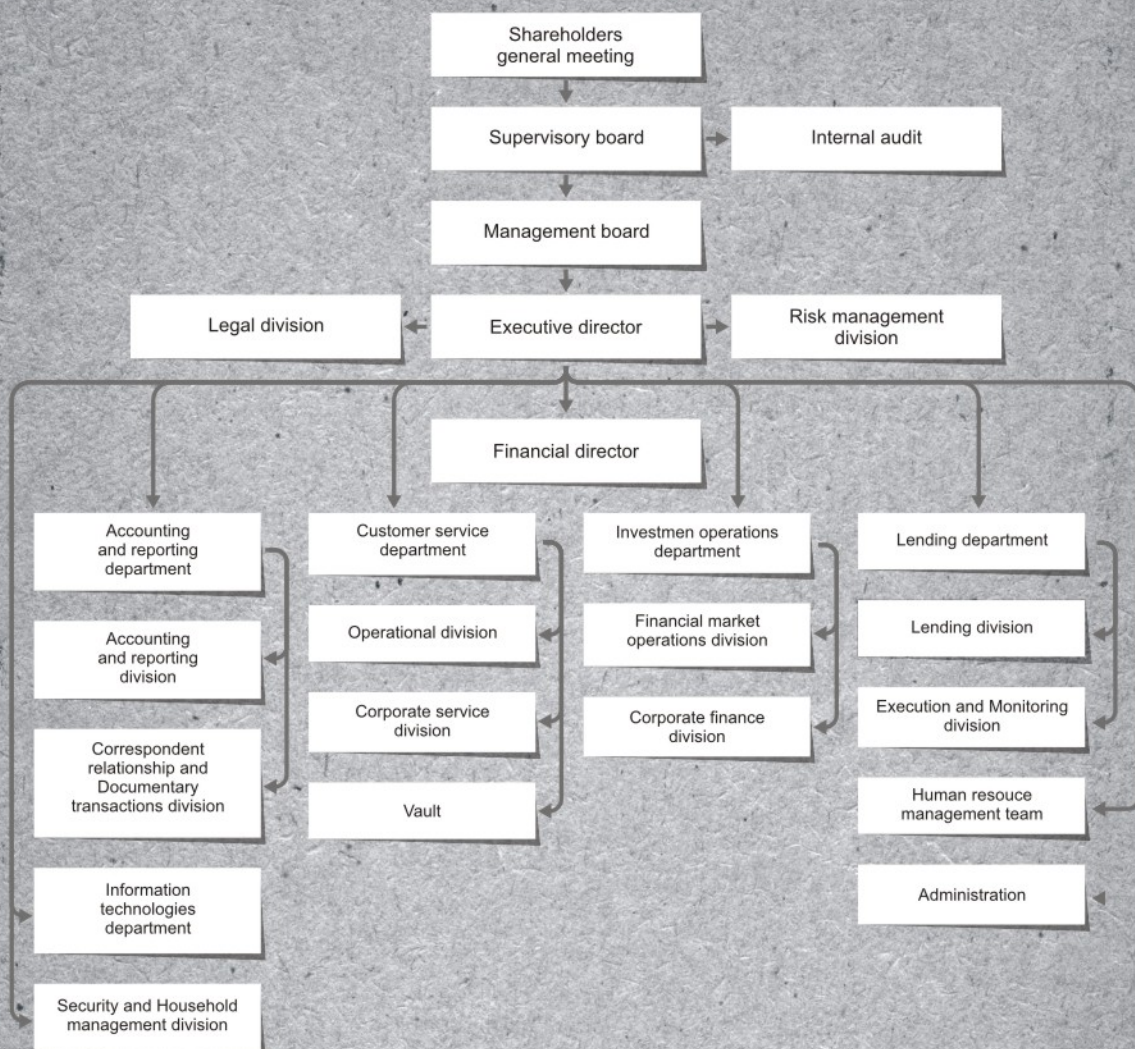 Shareholders
general meeting
Supervisory board
Internal audit
Management board
Legal division
Executive director
Risk management
division
Financial director
Accounting
and reporting
department
Customer service
department
Investmen operations
department
Lending department
Accounting
and reporting
division
Operational division
Financial market
operations division
Lending division
Correspondent
relationship and
Documentary
transactions division
Corporate service
division
Corporate finance
division
Execution and Monitoring
division
Vault
Human resouce
management team
Information
technologies
department
Administration
Security and Household
management division